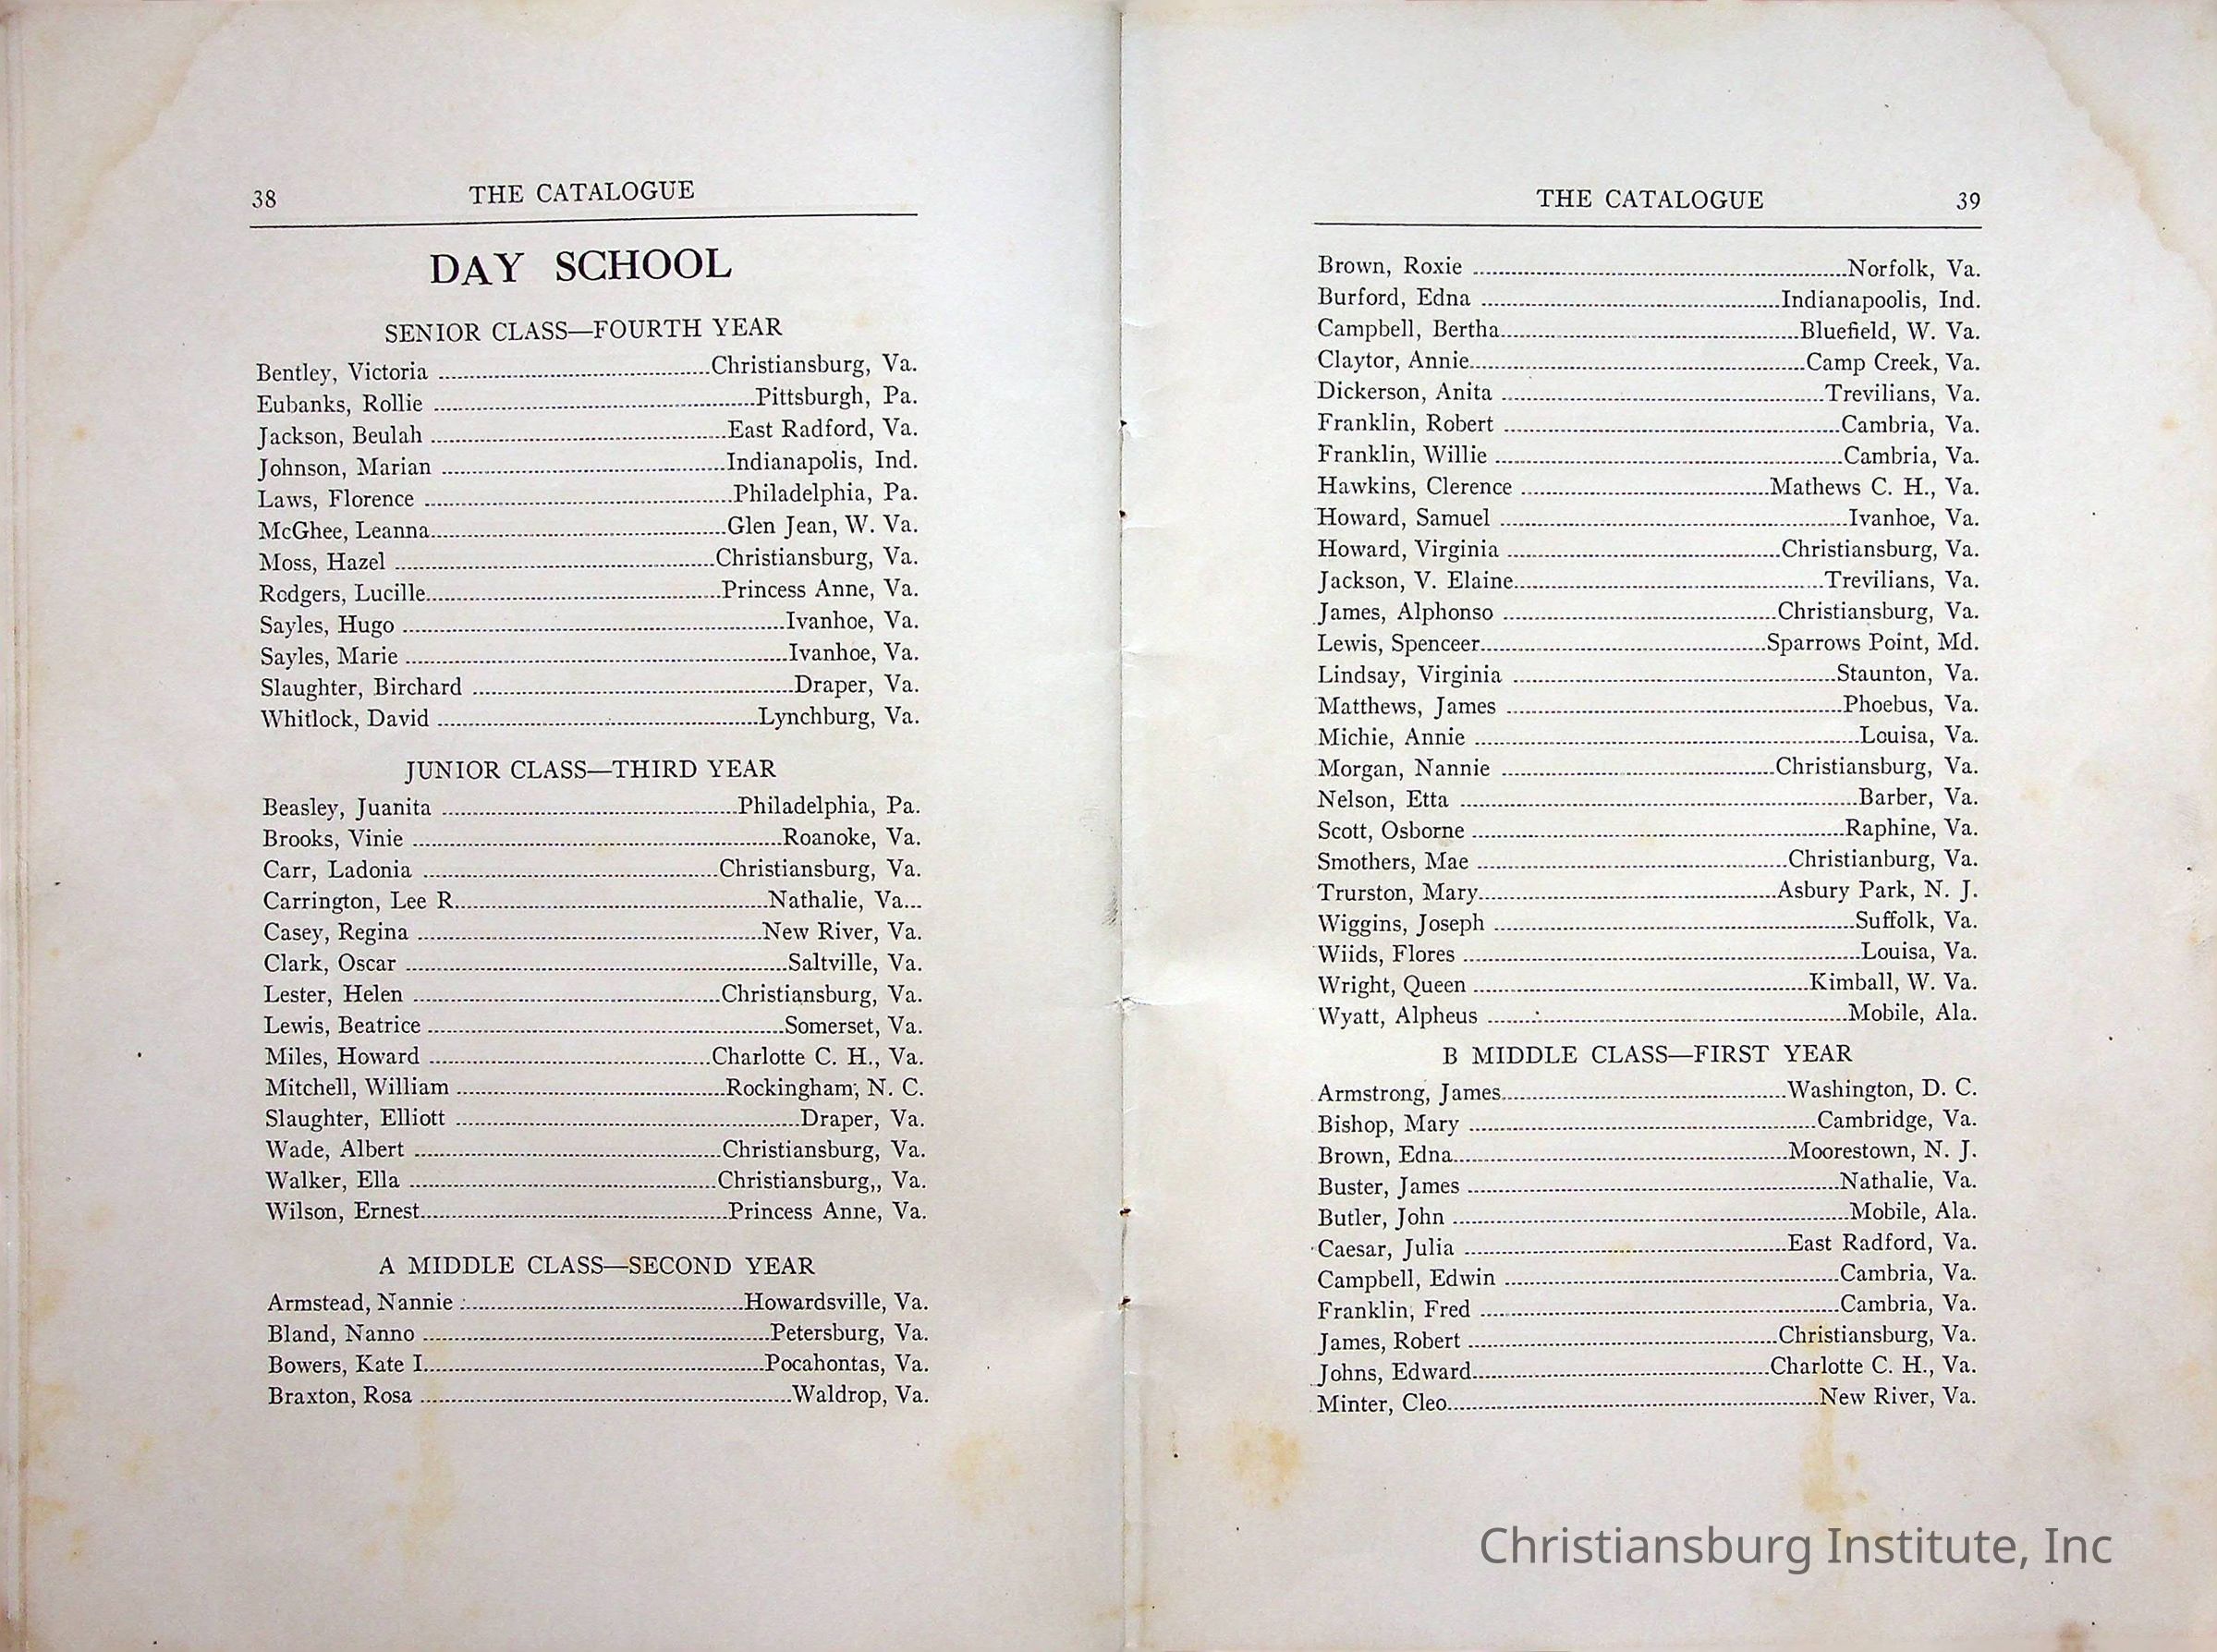 38 THE CATALOGUE
DAY SCHOOL
SENIOR CLASS—FOURTH YEAR
Bentley, Victoria ........ Christiansburg, Va.
Eubanks, Rollie ........ Pittsburgh, Pa.
Jackson, Beulah ........ East Radford, Va.
Johnson, Marian ........ Indianapolis, Ind.
Laws, Florence ........ Philadelphia, Pa.
McGhee, Leanna ........ Glen Jean, W. Va.
Moss, Hazel ........ Christiansburg, Va.
Rodgers, Lucille ........ Princess Anne, Va.
Sayles, Hugo ........ Ivanhoe, Va.
Sayles, Marie ........ Ivanhoe, Va.
Slaughter, Birchard ........ Draper, Va.
Whitlock, David ........ Lynchburg, Va.
JUNIOR CLASS—THIRD YEAR
Beasley, Juanita ........ Philadelphia, Pa.
Brooks, Vinie ........ Roanoke, Va.
Carr, Ladonia ........ Christiansburg, Va.
Carrington, Lee R. ........ Nathalie, Va...
Casey, Regina ........ New River, Va.
Clark, Oscar ........ Saltville, Va.
Lester, Helen ........ Christiansburg, Va.
Lewis, Beatrice ........ Somerset, Va.
Miles, Howard ........ Charlotte C. H., Va.
Mitchell, William ........ Rockingham, N. C.
Slaughter, Elliott ........ Draper, Va.
Wade, Albert ........ Christiansburg, Va.
Walker, Ella ........ Christiansburg,, Va.
Wilson, Ernest ........ Princess Anne, Va.
A MIDDLE CLASS—SECOND YEAR
Armstead, Nannie ........ Howardsville, Va.
Bland, Nanno ........ Petersburg, Va.
Bowers, Kate I. ........ Pocahontas, Va.
Braxton, Rosa ........ Waldrop, Va.
THE CATALOGUE 39
Brown, Roxie ........ Norfolk, Va.
Burford, Edna ........ Indianapoolis, Ind.
Campbell, Bertha ........ Bluefield, W. Va.
Claytor, Annie ........ Camp Creek, Va.
Dickerson, Anita ........ Trevilians, Va.
Franklin, Robert ........ Cambria, Va.
Franklin, Willie ........ Cambria, Va.
Hawkins, Clerence ........ Mathews C. H., Va.
Howard, Samuel ........ Ivanhoe, Va.
Howard, Virginia ........ Christiansburg, Va.
Jackson, V. Elaine ........ Trevilians, Va.
James, Alphonso ........ Christiansburg, Va.
Lewis, Spenceer ........ Sparrows Point, Md.
Lindsay, Virginia ........ Staunton, Va.
Matthews, James ........ Phoebus, Va.
Michie, Annie ........ Louisa, Va.
Morgan, Nannie ........ Christiansburg, Va.
Nelson, Etta ........ Barber, Va.
Scott, Osborne ........ Raphine, Va.
Smothers, Mae ........ Christianburg, Va.
Trurston, Mary ........ Asbury Park, N. J.
Wiggins, Joseph ........ Suffolk, Va.
Wiids, Flores ........ Louisa, Va.
Wright, Queen ........ Kimball, W. Va.
Wyatt, Alpheus ........ Mobile, Ala.
B MIDDLE CLASS—FIRST YEAR
Armstrong, James ........ Washington, D. C.
Bishop, Mary ........ Cambridge, Va.
Brown, Edna ........ Moorestown, N. J.
Buster, James ........ Nathalie, Va.
Butler, John ........ Mobile, Ala.
Caesar, Julia ........ East Radford, Va.
Campbell, Edwin ........ Cambria, Va.
Franklin, Fred ........ Cambria, Va.
James, Robert ........ Christiansburg, Va.
Johns, Edward ........ Charlotte C. H., Va.
Minter, Cleo ........ New River, Va.
Christiansburg Institute, Inc